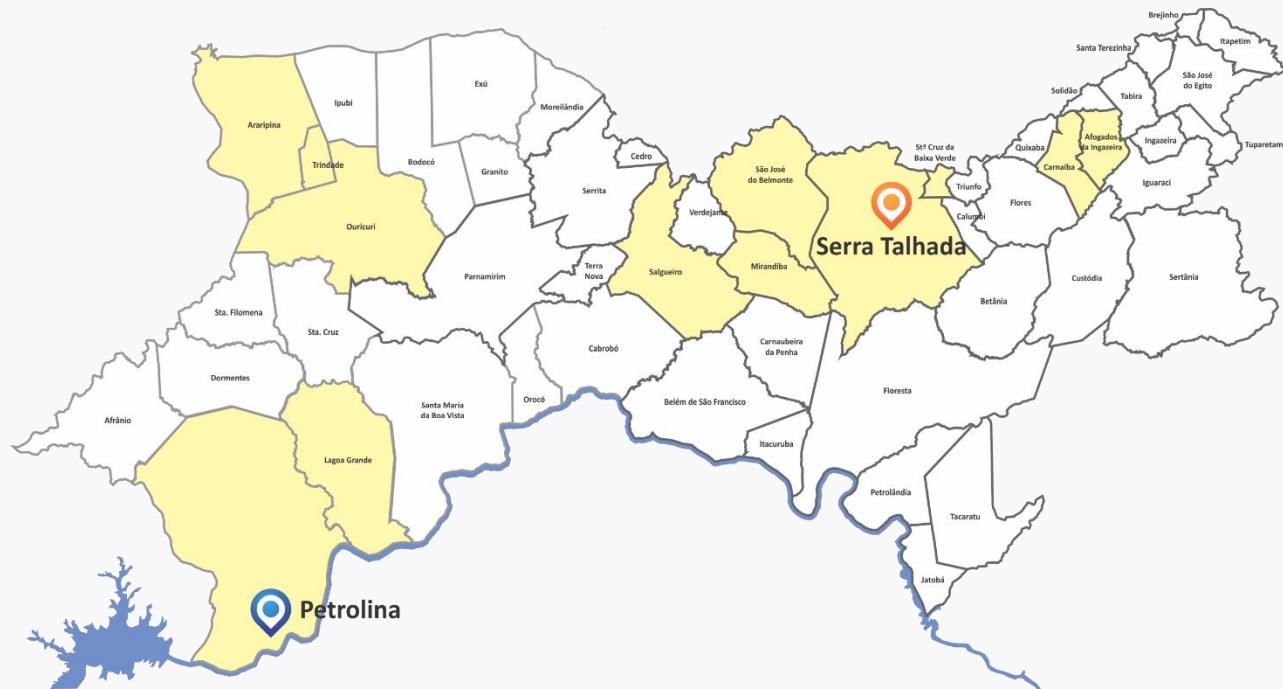 Brejinho
Itapetim
Santa Terezinha
São José
do Egito
Tabira
Solidão
Ingazeira
Tuparetama
Quixaba
Afogados
da Ingazeira
Carnaíba
Iguaraci
Exú
Ipubi
Moreilândia
Araripina
Trindade
Bodocó
Granito
Cedro
Serrita
São José
do Belmonte
Stª Cruz da
Baixa Verde
Triunfo
Flores
Verdejante
Calumbi
Serra Talhada
Ouricuri
Parnamirim
Terra
Nova
Salgueiro
Mirandiba
Betânia
Custódia
Sertânia
Sta. Filomena
Sta. Cruz
Cabrobó
Carnaubeira
da Penha
Dormentes
Floresta
Afrânio
Santa Maria
da Boa Vista
Orocó
Belém de São Francisco
Itacuruba
Lagoa Grande
Petrolândia
Tacaratu
Jatobá
Petrolina